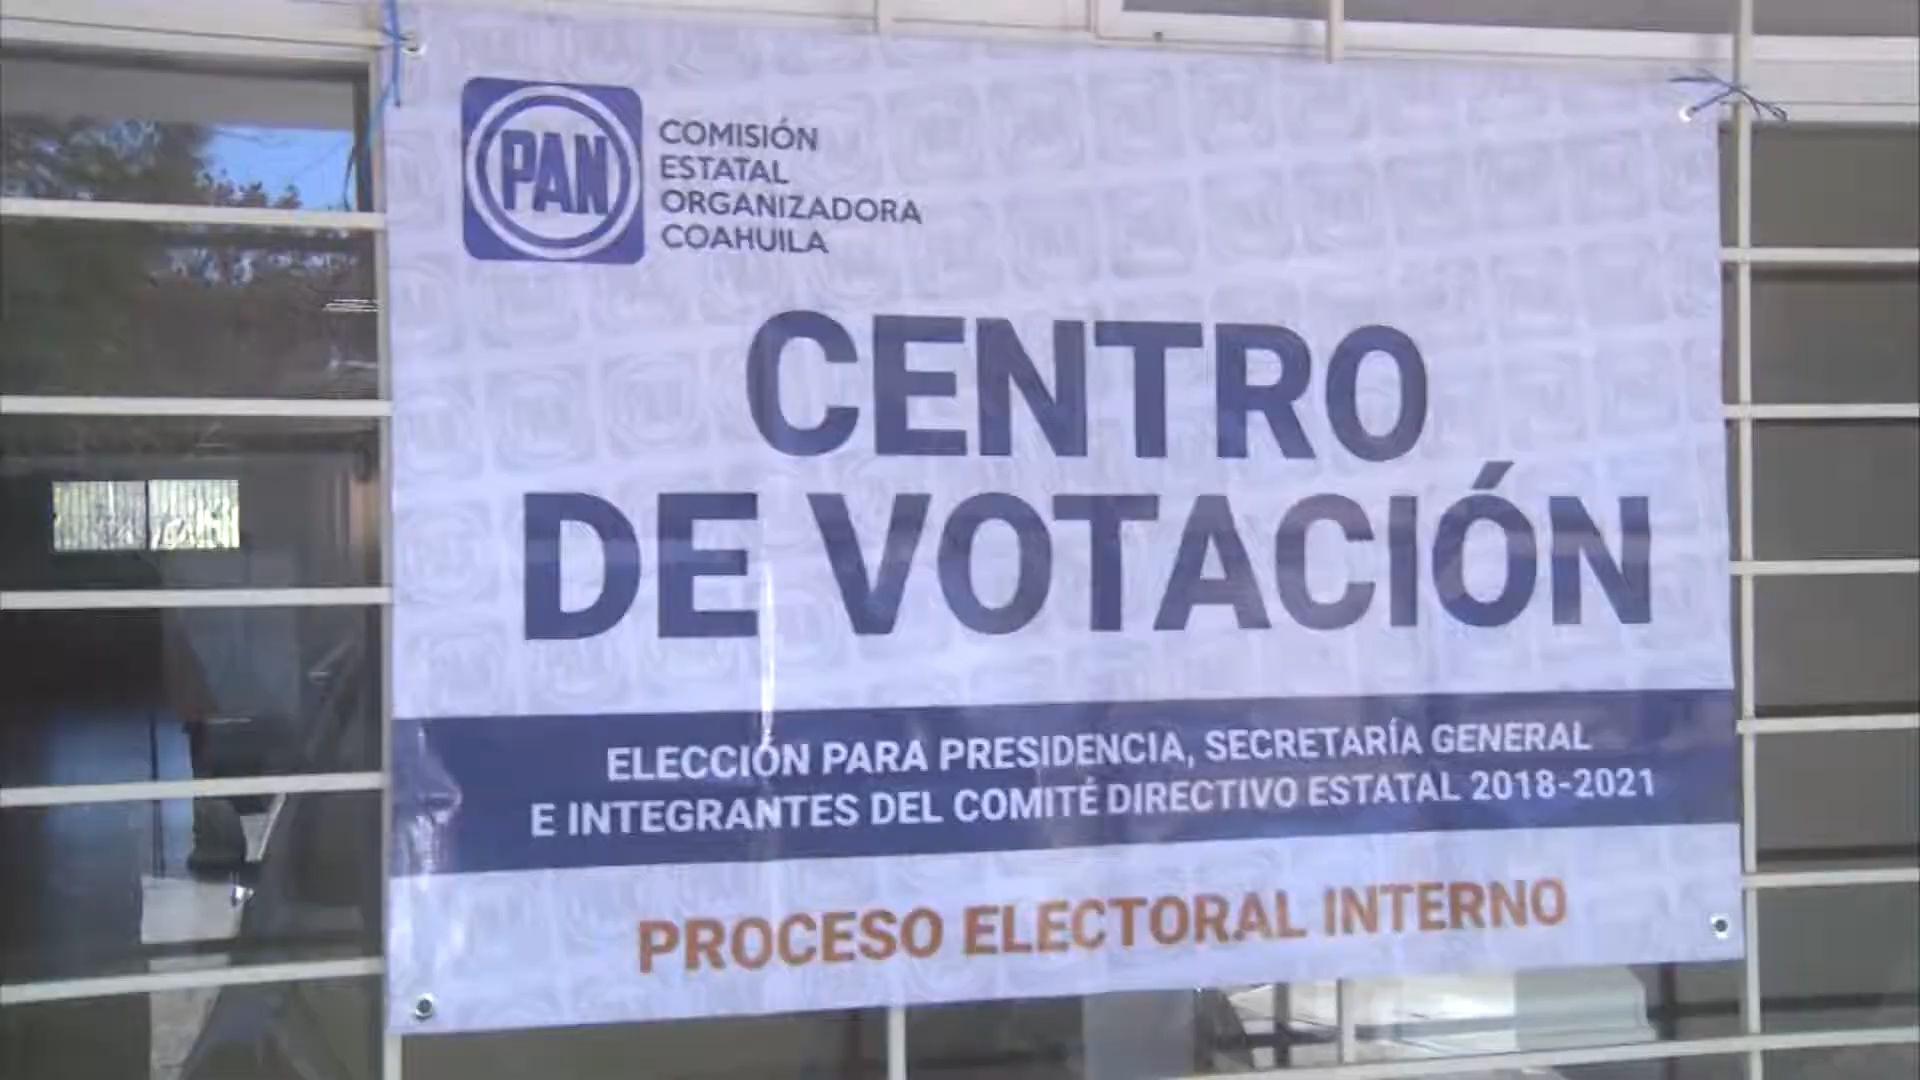 PAN
COMISIÓN
ESTATAL
ORGANIZADORA
COAHUILA
CENTRO
DE VOTACIÓN
ELECCIÓN PARA PRESIDENCIA, SECRETARÍA GENERAL
E INTEGRANTES DEL COMITÉ DIRECTIVO ESTATAL 2018-2021
PROCESO ELECTORAL INTERNO